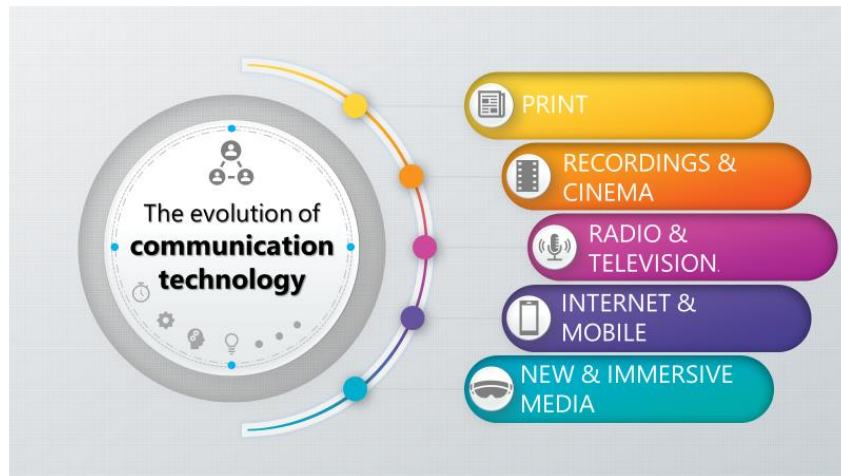 The evolution of
communication
technology
PRINT
RECORDINGS &
CINEMA
RADIO &
TELEVISION.
INTERNET &
MOBILE
NEW & IMMERSIVE
MEDIA